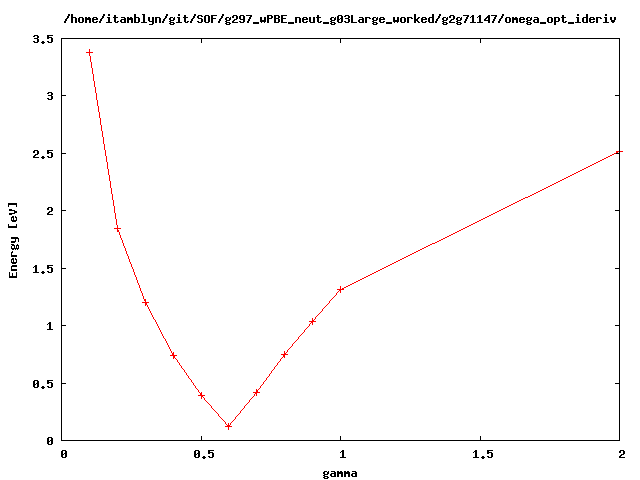 /home/itamblyn/git/SOF/g297_wPBE_neut_g03Large_worked/g2g71147/omega_opt_ideriv
3.5
3
2.5
2
1.5
1
0.5
0
Energy [eV]
0 0.5 1 1.5 2
gamma